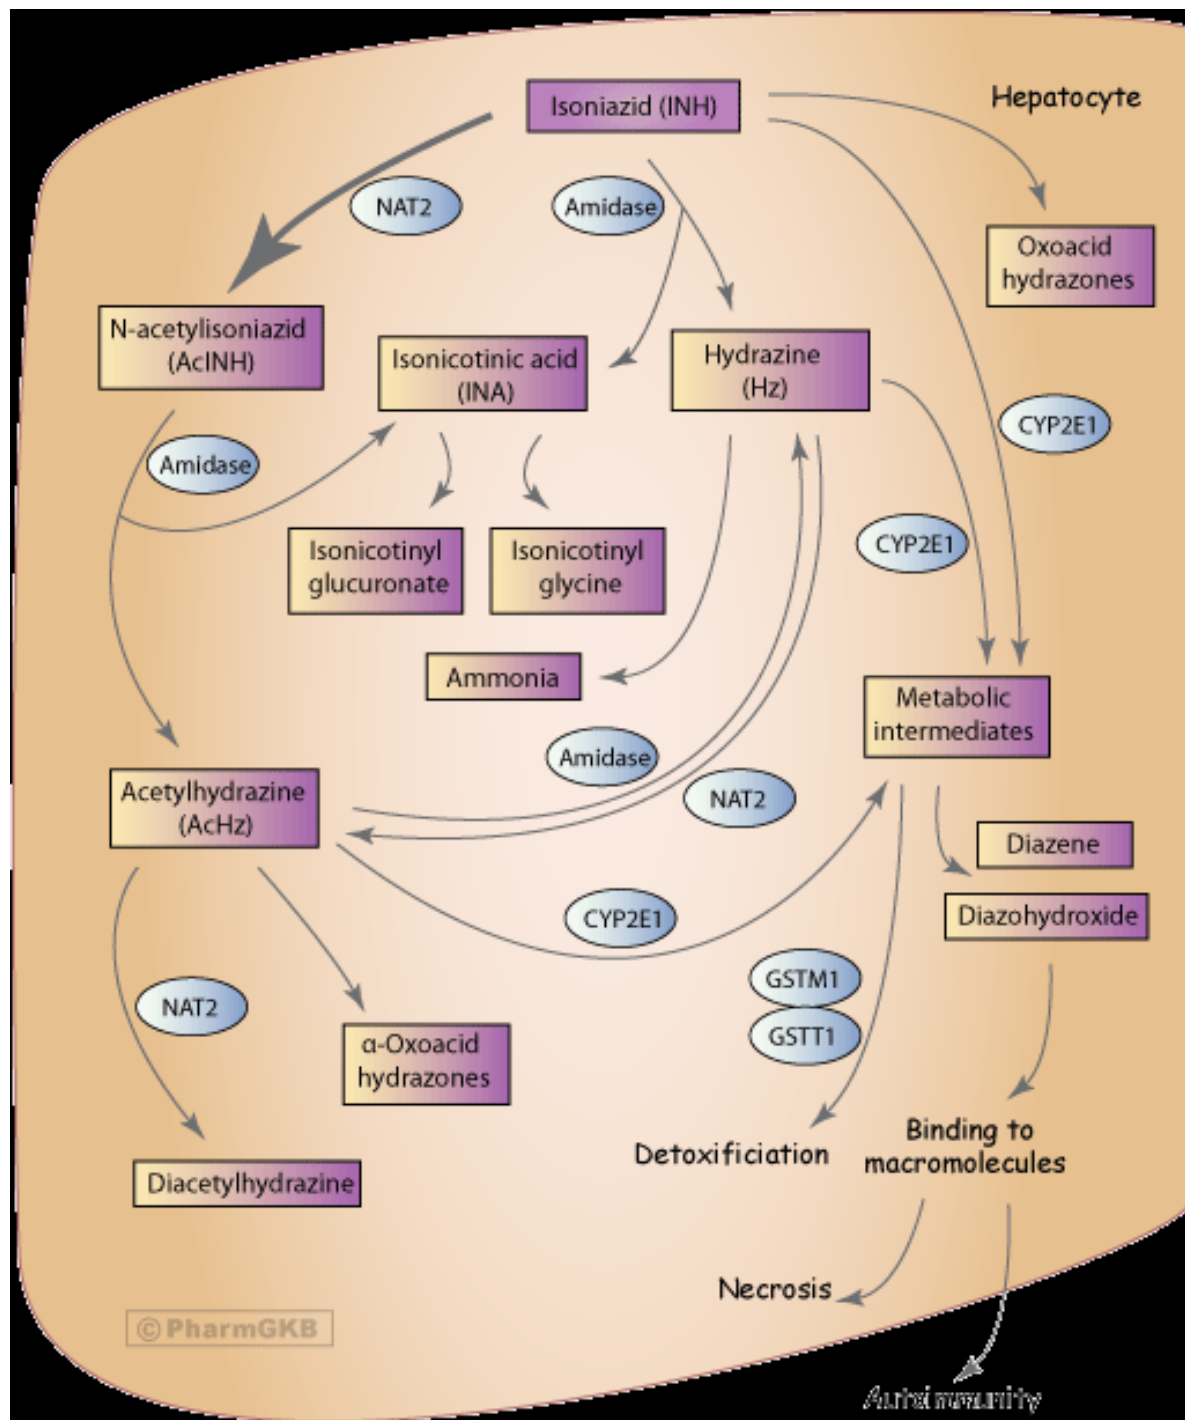 Isoniazid (INH)
Hepatocyte
NAT2
Amidase
Oxoacid
hydrazones
N-acetylisoniazid
(AcINH)
Isonicotinic acid
(INA)
Hydrazine
(Hz)
CYP2E1
Amidase
CYP2E1
Isonicotinyl
glucuronate
Isonicotinyl
glycine
Ammonia
Metabolic
intermediates
Amidase
NAT2
Acetylhydrazine
(AcHz)
Diazene
Diazohydroxide
CYP2E1
GSTM1
GSTT1
NAT2
α-Oxoacid
hydrazones
Detoxificiation
Binding to
macromolecules
Diacetylhydrazine
Necrosis
© PharmGKB
Autoimmunity